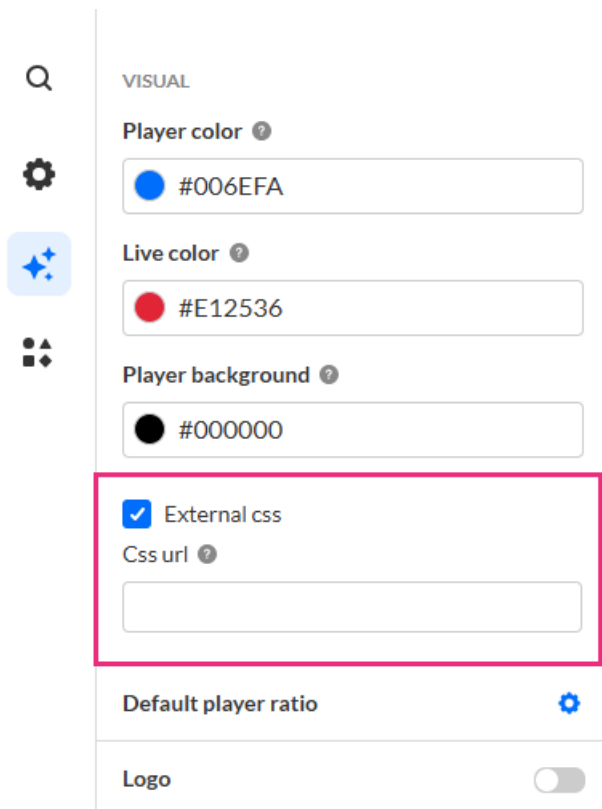 VISUAL
Player color ?
#006EFA
Live color ?
#E12536
Player background ?
#000000
External css
Css url ?
Default player ratio
Logo